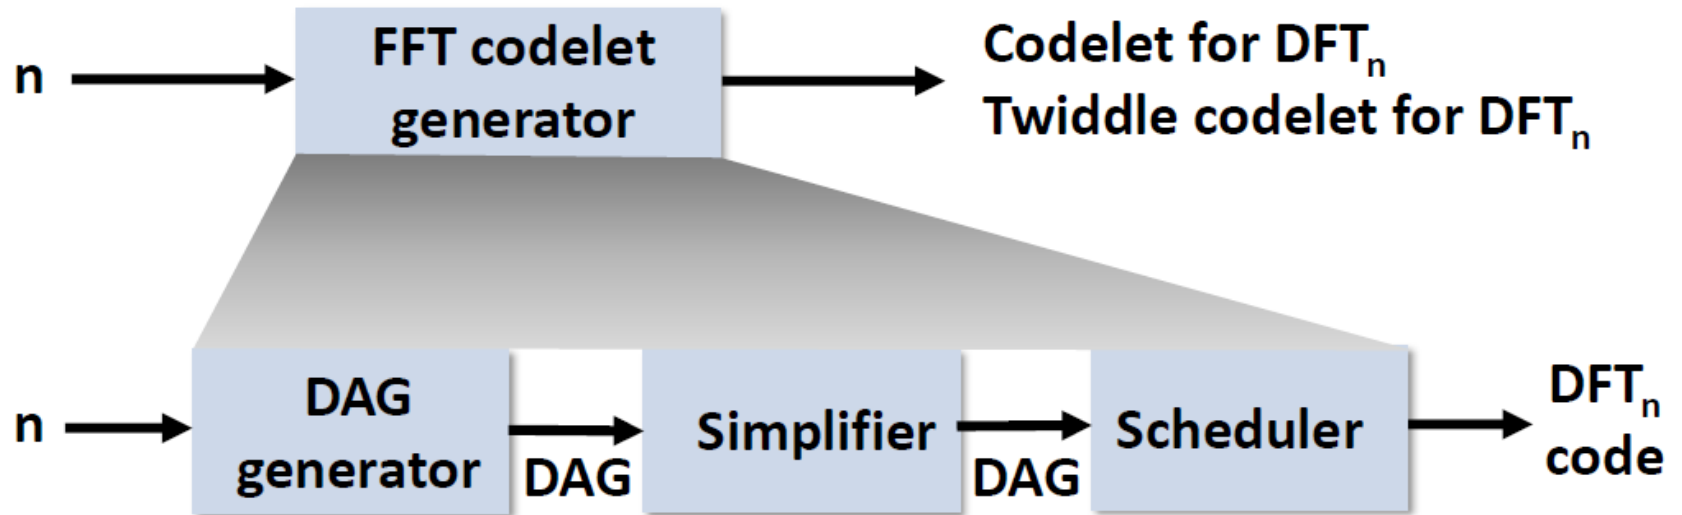 n
FFT codelet
generator
Codelet for DFTn
Twiddle codelet for DFTn
n
DAG
generator
DAG
Simplifier
DAG
Scheduler
DFTn
code